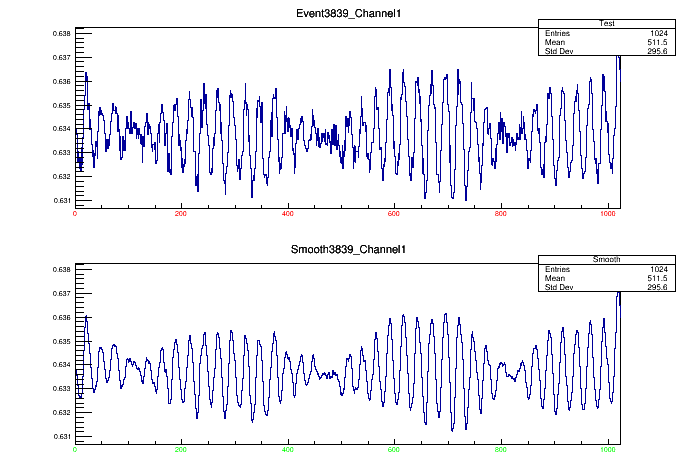 Event3839_Channel1
Test
Entries 1024
Mean 511.5
Std Dev 295.6
0.638
0.637
0.636
0.635
0.634
0.633
0.632
0.631
0 200 400 600 800 1000
Smooth3839_Channel1
Smooth
Entries 1024
Mean 511.5
Std Dev 295.6
0.638
0.637
0.636
0.635
0.634
0.633
0.632
0.631
0 200 400 600 800 1000